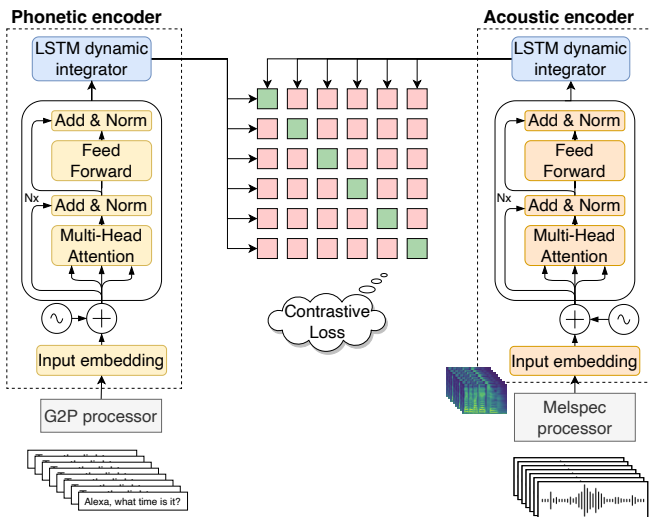 Phonetic encoder
LSTM dynamic
integrator
Add & Norm
Feed
Forward
Nx
Add & Norm
Multi-Head
Attention
Input embedding
G2P processor
Alexa, what time is it?
Contrastive
Loss
Acoustic encoder
LSTM dynamic
integrator
Add & Norm
Feed
Forward
Nx
Add & Norm
Multi-Head
Attention
Input embedding
Melspec
processor